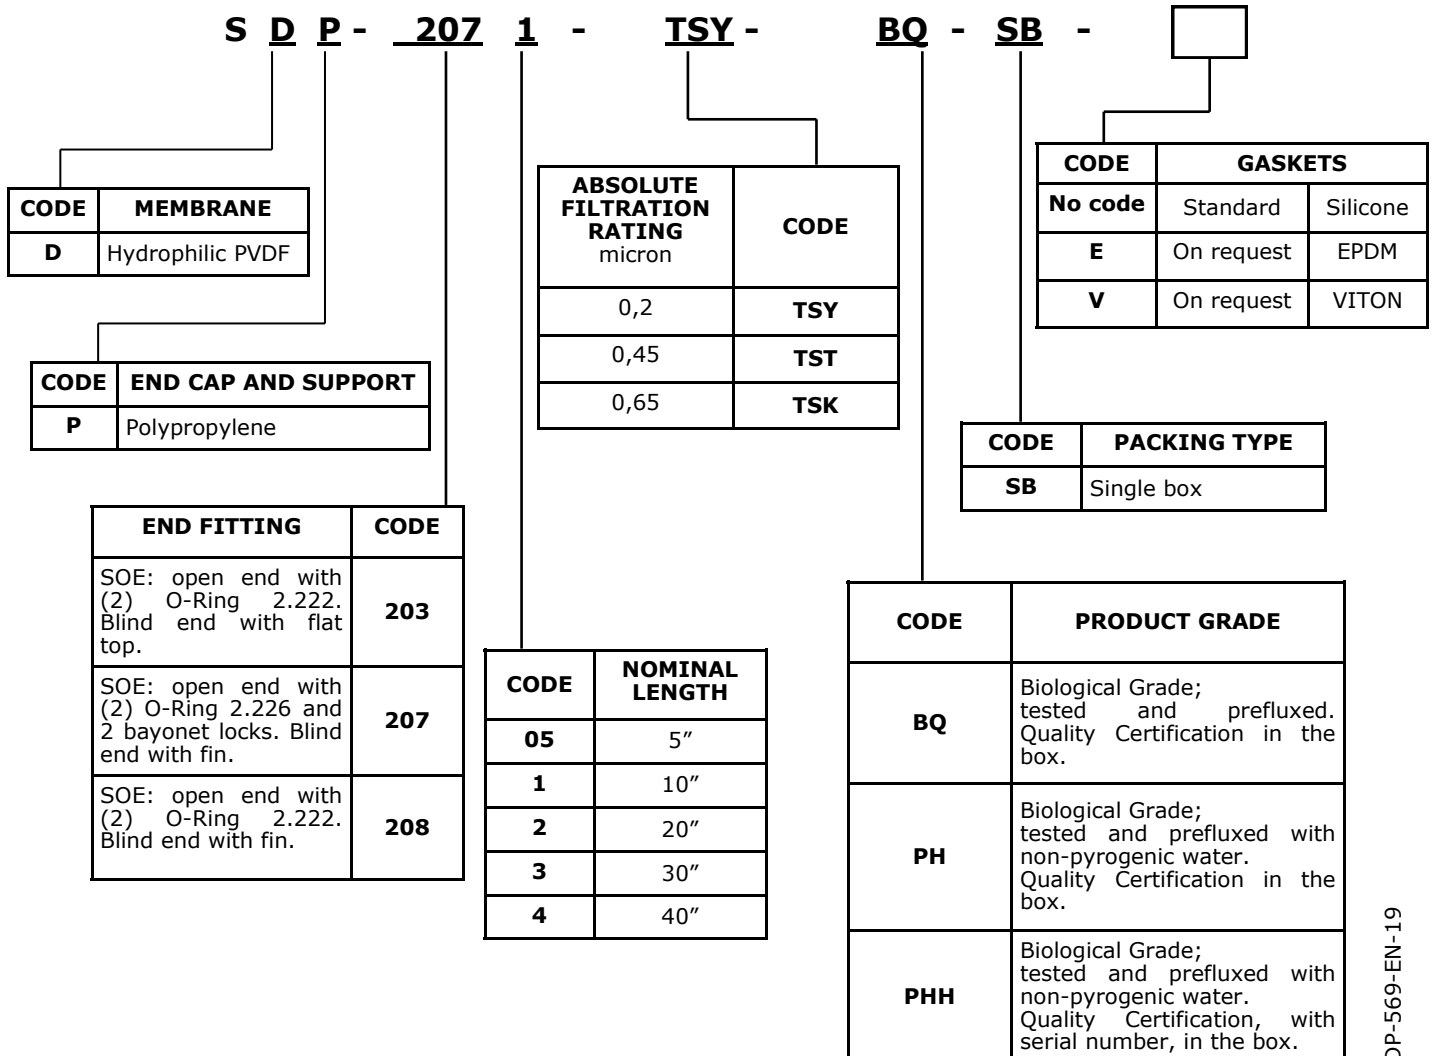 S D P - 207 1 - TSY - BQ - SB -
CODE MEMBRANE
D Hydrophilic PVDF
CODE END CAP AND SUPPORT
P Polypropylene
END FITTING CODE
SOE: open end with
(2) O-Ring 2.222.
Blind end with flat
top.
203
SOE: open end with
(2) O-Ring 2.226 and
2 bayonet locks. Blind
end with fin.
207
SOE: open end with
(2) O-Ring 2.222.
Blind end with fin.
208
CODE NOMINAL
LENGTH
05 5″
1 10″
2 20″
3 30″
4 40″
ABSOLUTE
FILTRATION
RATING
micron
CODE
0,2 TSY
0,45 TST
0,65 TSK
CODE PRODUCT GRADE
BQ
Biological Grade;
tested and prefluxed.
Quality Certification in the
box.
PH
Biological Grade;
tested and prefluxed with
non-pyrogenic water.
Quality Certification in the
box.
PHH
Biological Grade;
tested and prefluxed with
non-pyrogenic water.
Quality Certification, with
serial number, in the box.
CODE PACKING TYPE
SB Single box
CODE GASKETS
No code Standard Silicone
E On request EPDM
V On request VITON
DP-569-EN-19